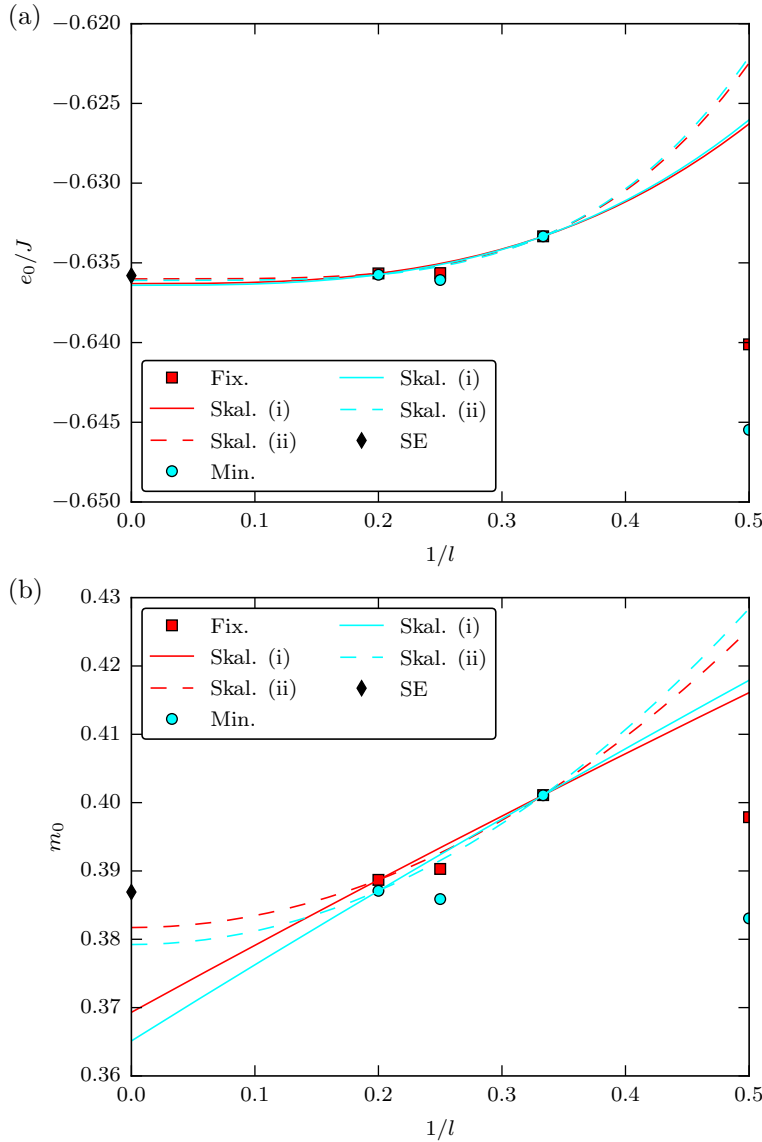 (a)
−0.620
−0.625
−0.630
−0.635
−0.640
−0.645
−0.650
e₀/J
Fix.
Skal. (i)
Skal. (ii)
Min.
Skal. (i)
Skal. (ii)
SE
0.0 0.1 0.2 0.3 0.4 0.5
1/l
(b)
0.43
0.42
0.41
0.40
0.39
0.38
0.37
0.36
m₀
Fix.
Skal. (i)
Skal. (ii)
Min.
Skal. (i)
Skal. (ii)
SE
0.0 0.1 0.2 0.3 0.4 0.5
1/l